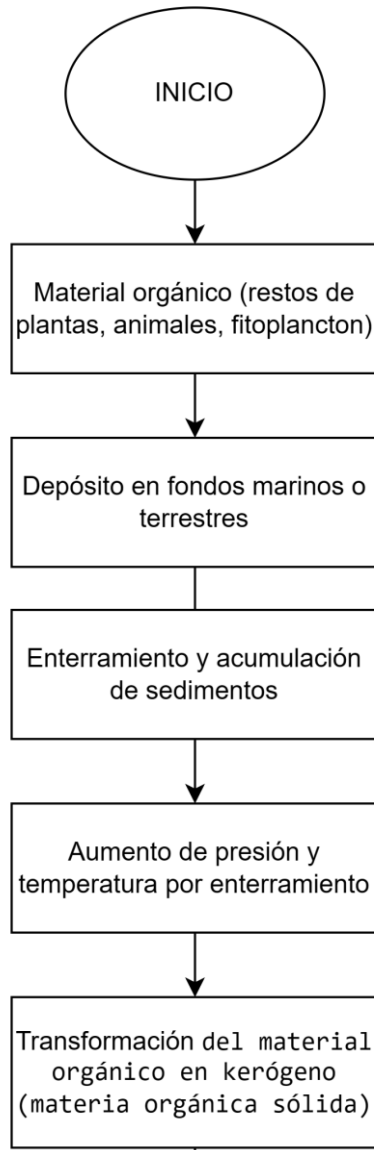 INICIO
Material orgánico (restos de
plantas, animales, fitoplancton)
Depósito en fondos marinos o
terrestres
Enterramiento y acumulación
de sedimentos
Aumento de presión y
temperatura por enterramiento
Transformación del material
orgánico en kerógeno
(materia orgánica sólida)